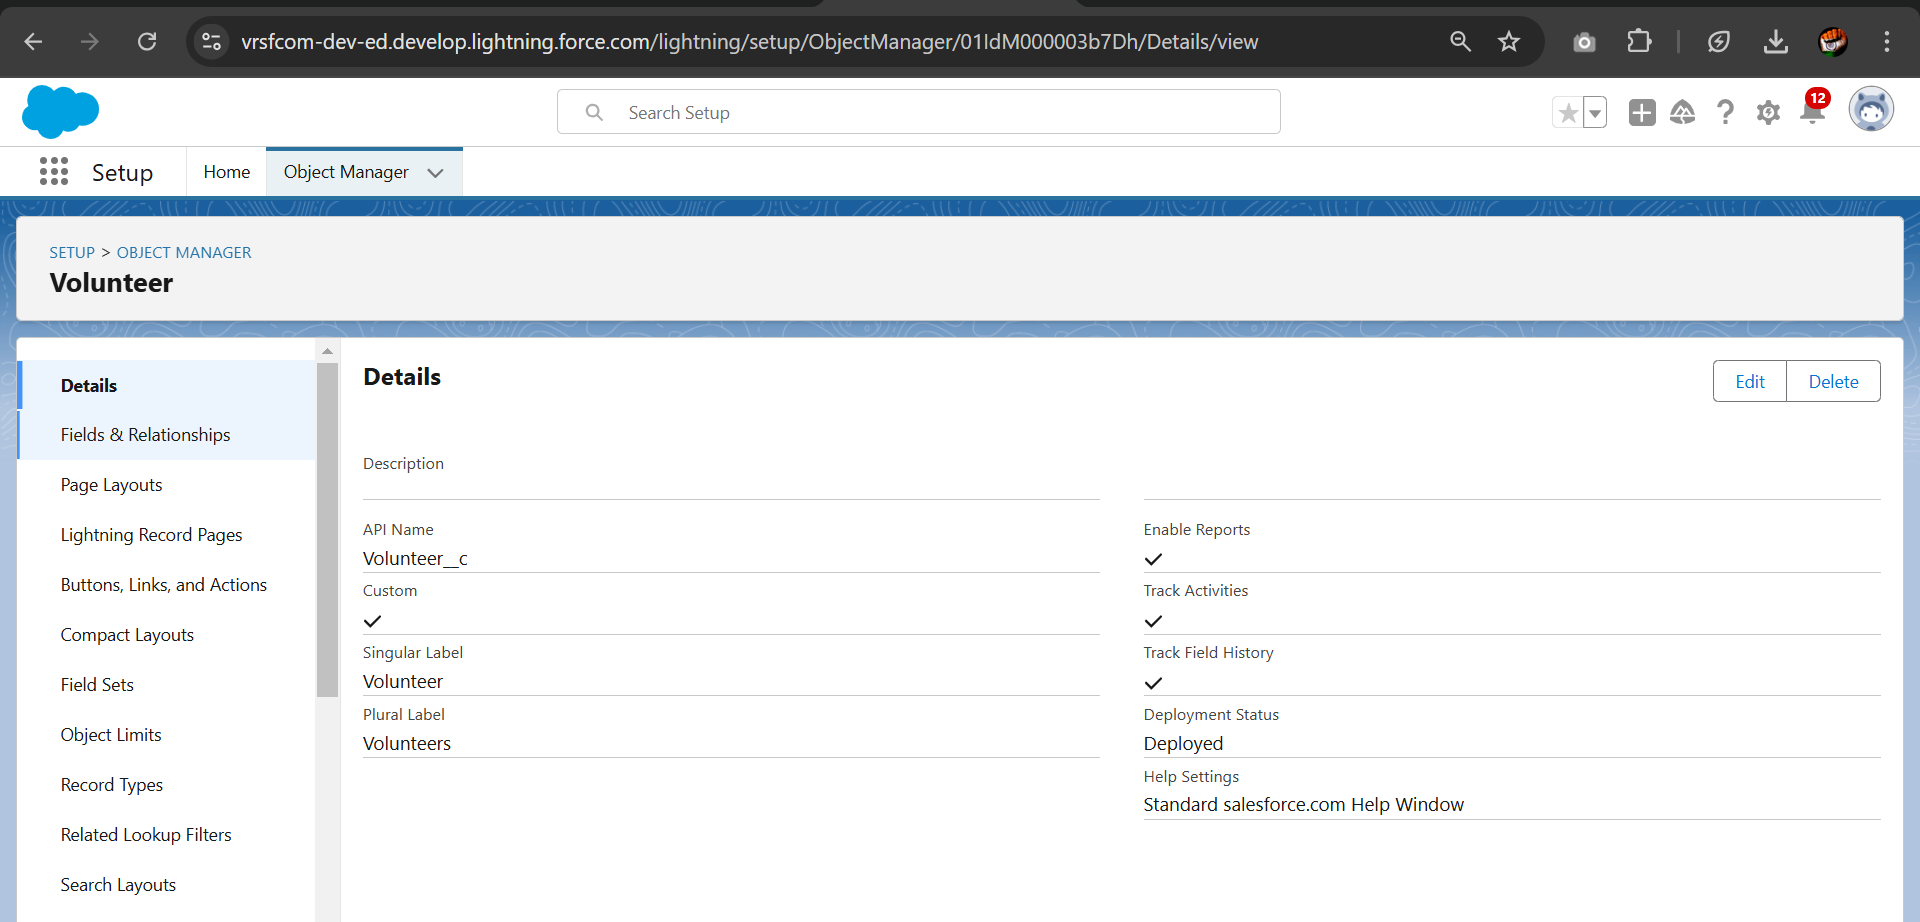 vrsfcom-dev-ed.develop.lightning.force.com/lightning/setup/ObjectManager/01IdM000003b7Dh/Details/view
Search Setup
12
Setup
Home
Object Manager
SETUP > OBJECT MANAGER
Volunteer
Details
Fields & Relationships
Page Layouts
Lightning Record Pages
Buttons, Links, and Actions
Compact Layouts
Field Sets
Object Limits
Record Types
Related Lookup Filters
Search Layouts
Details
Edit
Delete
Description
API Name
Volunteer__c
Custom
Singular Label
Volunteer
Plural Label
Volunteers
Enable Reports
Track Activities
Track Field History
Deployment Status
Deployed
Help Settings
Standard salesforce.com Help Window